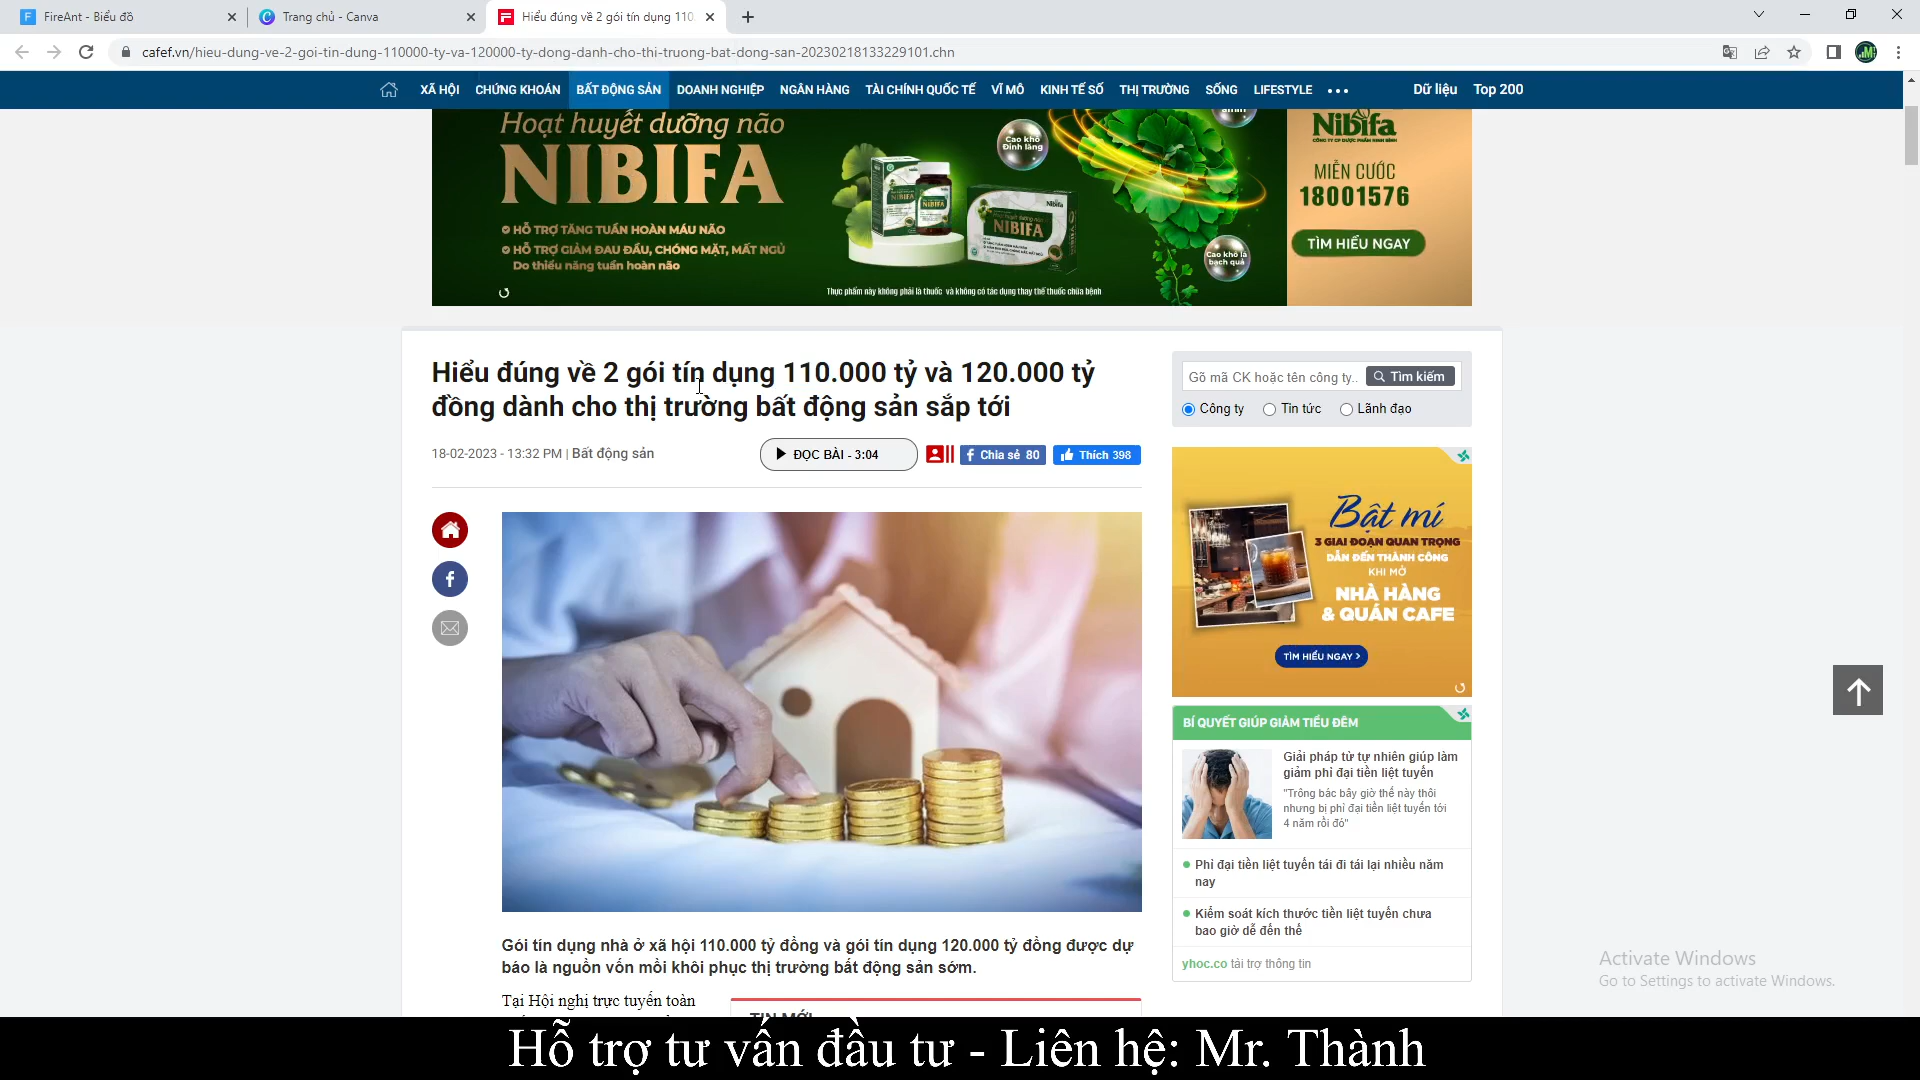 FireAnt - Biểu đồ
Trang chủ - Canva
Hiểu đúng về 2 gói tín dụng 110.
cafef.vn/hieu-dung-ve-2-goi-tin-dung-110000-ty-va-120000-ty-dong-danh-cho-thi-truong-bat-dong-san-20230218133229101.chn
XÃ HỘI CHỨNG KHOÁN BẤT ĐỘNG SẢN DOANH NGHIỆP NGÂN HÀNG TÀI CHÍNH QUỐC TẾ VĨ MÔ KINH TẾ SỐ THỊ TRƯỜNG SỐNG LIFESTYLE Dữ liệu Top 200
Hoạt huyết dưỡng não
NIBIFA
HỖ TRỢ TĂNG TUẦN HOÀN MÁU NÃO
HỖ TRỢ GIẢM ĐAU ĐẦU, CHÓNG MẶT, MẤT NGỦ
Do thiểu năng tuần hoàn não
Cao khô
Đinh lăng
NIBIFA
NIBIFA
Nibifa
NIBIFA
Cao khô lá
bạch quả
Thực phẩm này không phải là thuốc và không có tác dụng thay thế thuốc chữa bệnh
Nibifa
CÔNG TY CP DƯỢC PHẨM NINH BÌNH
MIỄN CƯỚC
18001576
TÌM HIỂU NGAY
Hiểu đúng về 2 gói tín dụng 110.000 tỷ và 120.000 tỷ
đồng dành cho thị trường bất động sản sắp tới
18-02-2023 - 13:32 PM | Bất động sản
ĐỌC BÀI - 3:04
Chia sẻ 80
Thích 398
Gõ mã CK hoặc tên công ty..
Tìm kiếm
Công ty Tin tức Lãnh đạo
Bật mí
3 GIAI ĐOẠN QUAN TRỌNG
DẪN ĐẾN THÀNH CÔNG
KHI MỞ
NHÀ HÀNG
& QUÁN CAFE
TÌM HIỂU NGAY >
BÍ QUYẾT GIÚP GIẢM TIỂU ĐÊM
Giải pháp từ tự nhiên giúp làm
giảm phì đại tiền liệt tuyến
"Trông bác bây giờ thế này thôi
nhưng bị phì đại tiền liệt tuyến tới
4 năm rồi đó"
Phì đại tiền liệt tuyến tái đi tái lại nhiều năm
nay
Kiểm soát kích thước tiền liệt tuyến chưa
bao giờ dễ đến thế
yhoc.co tài trợ thông tin
Gói tín dụng nhà ở xã hội 110.000 tỷ đồng và gói tín dụng 120.000 tỷ đồng được dự
báo là nguồn vốn mồi khôi phục thị trường bất động sản sớm.
Tại Hội nghị trực tuyến toàn
TIN MỚI
Activate Windows
Go to Settings to activate Windows.
Hỗ trợ tư vấn đầu tư - Liên hệ: Mr. Thành